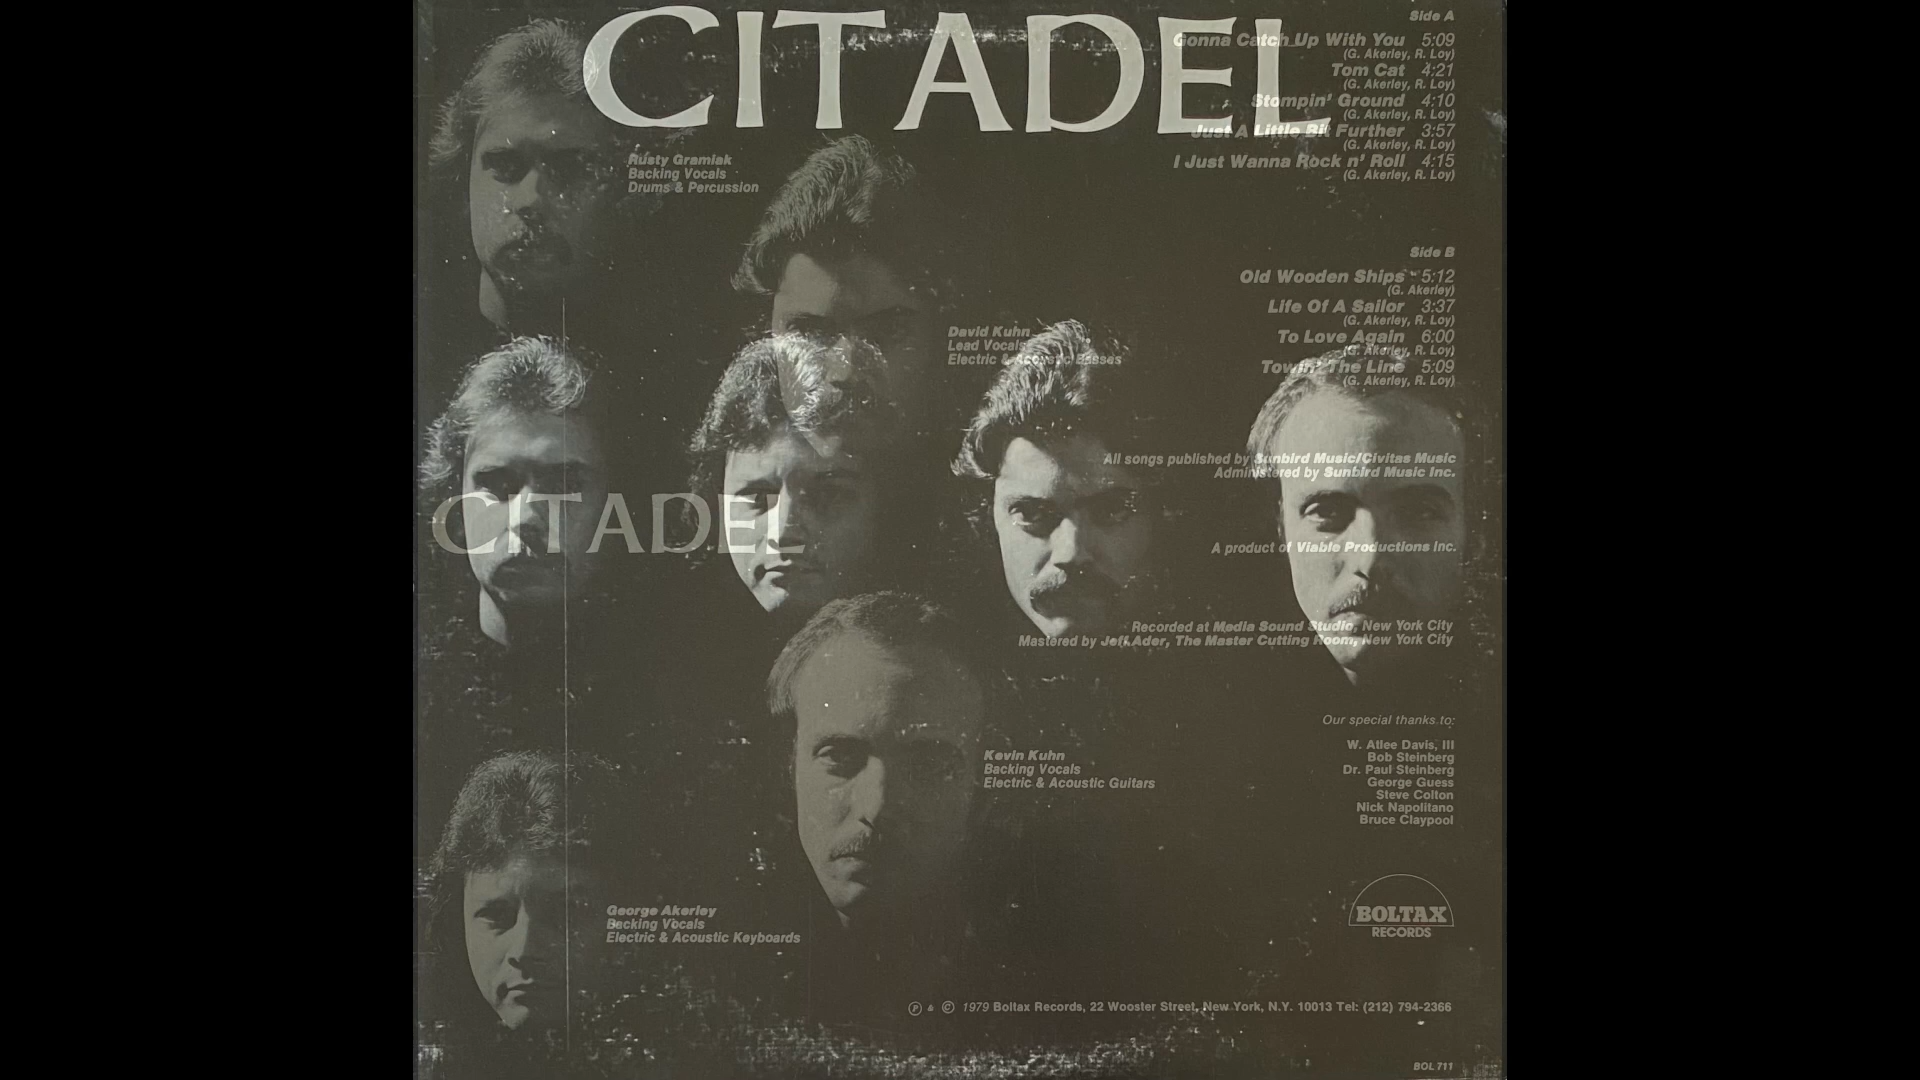 CITADEL
Side A
Gonna Catch Up With You 5:09
(G. Akerley, R. Loy)
Tom Cat 4:21
(G. Akerley, R. Loy)
Stompin' Ground 4:10
(G. Akerley, R. Loy)
Just A Little Bit Further 3:57
(G. Akerley, R. Loy)
I Just Wanna Rock n' Roll 4:15
(G. Akerley, R. Loy)
Rusty Gramiak
Backing Vocals
Drums & Percussion
Side B
Old Wooden Ships 5:12
(G. Akerley)
Life Of A Sailor 3:37
(G. Akerley, R. Loy)
To Love Again 6:00
(G. Akerley, R. Loy)
Towin' The Line 5:09
(G. Akerley, R. Loy)
David Kuhn
Lead Vocals
Electric & Acoustic Basses
All songs published by Sunbird Music/Civitas Music
Administered by Sunbird Music Inc.
CITADEL
A product of Viable Productions Inc.
Recorded at Media Sound Studio, New York City
Mastered by Jeff Ader, The Master Cutting Room, New York City
Our special thanks to:
W. Atlee Davis, III
Bob Steinberg
Dr. Paul Steinberg
George Guess
Steve Colton
Nick Napolitano
Bruce Claypool
Kevin Kuhn
Backing Vocals
Electric & Acoustic Guitars
George Akerley
Backing Vocals
Electric & Acoustic Keyboards
BOLTAX
RECORDS
Ⓟ & © 1979 Boltax Records, 22 Wooster Street, New York, N.Y. 10013 Tel: (212) 794-2366
BOL 711